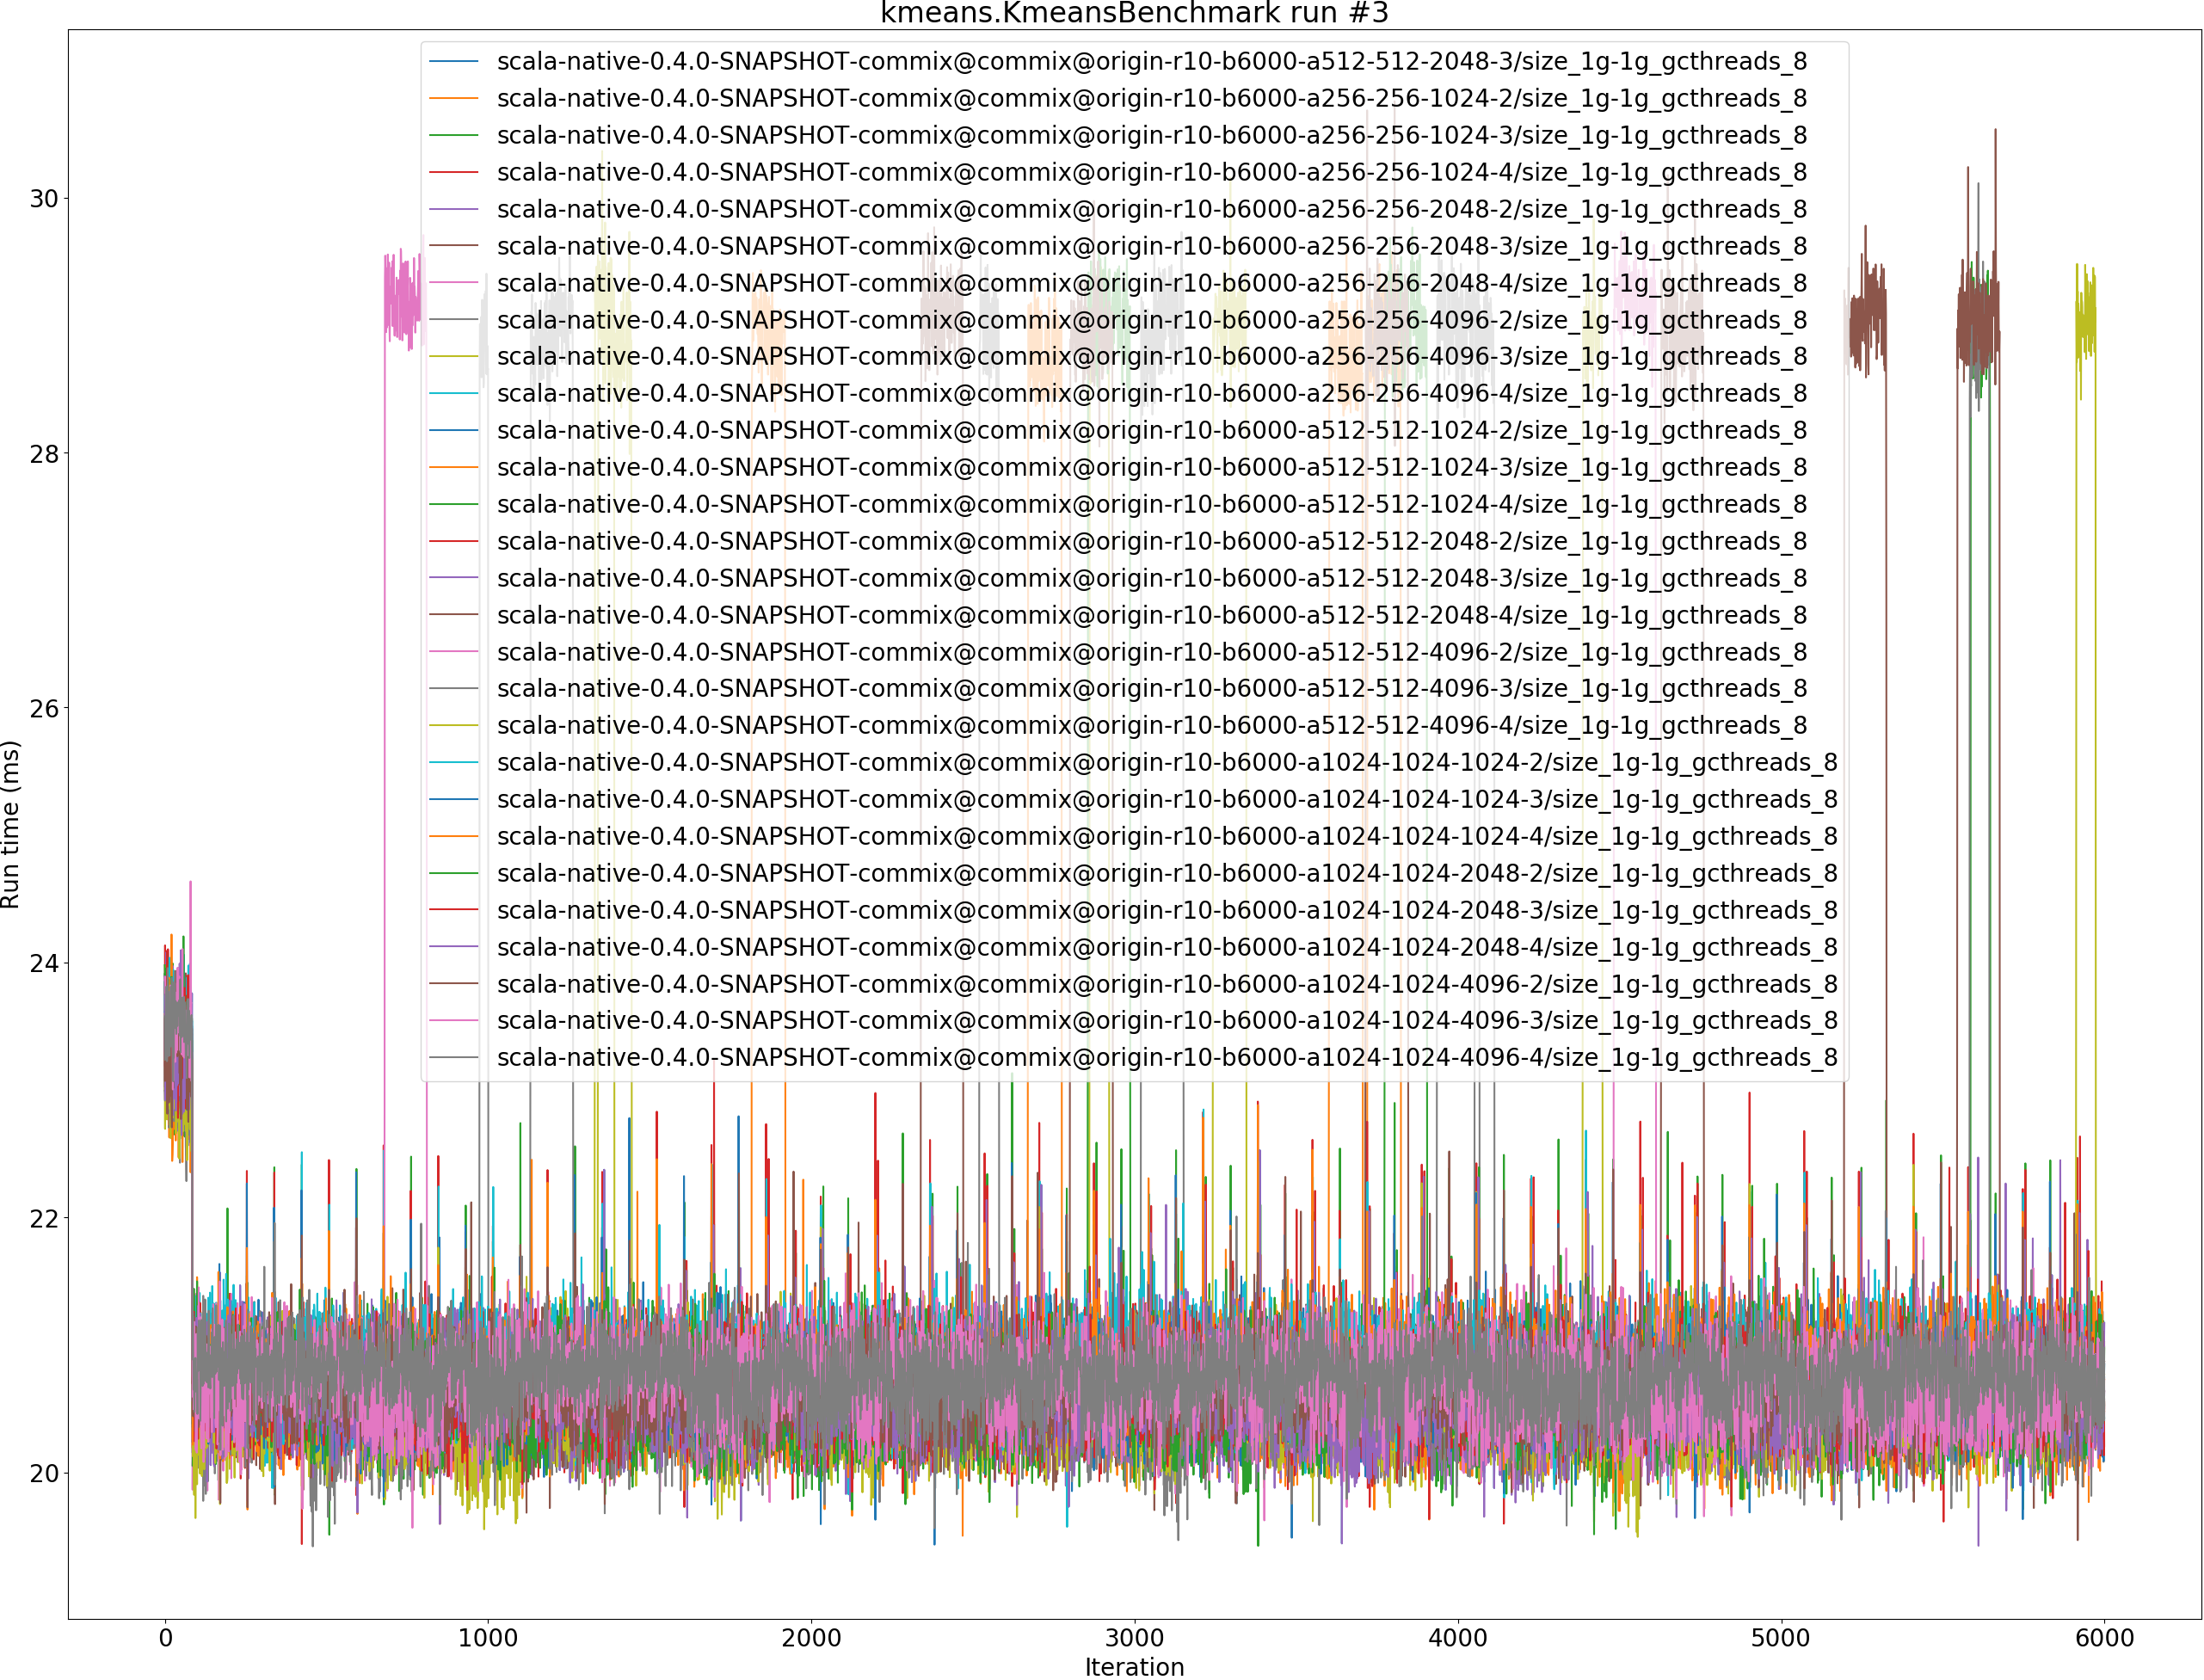 kmeans.KmeansBenchmark run #3
scala-native-0.4.0-SNAPSHOT-commix@commix@origin-r10-b6000-a512-512-2048-3/size_1g-1g_gcthreads_8
scala-native-0.4.0-SNAPSHOT-commix@commix@origin-r10-b6000-a256-256-1024-2/size_1g-1g_gcthreads_8
scala-native-0.4.0-SNAPSHOT-commix@commix@origin-r10-b6000-a256-256-1024-3/size_1g-1g_gcthreads_8
scala-native-0.4.0-SNAPSHOT-commix@commix@origin-r10-b6000-a256-256-1024-4/size_1g-1g_gcthreads_8
scala-native-0.4.0-SNAPSHOT-commix@commix@origin-r10-b6000-a256-256-2048-2/size_1g-1g_gcthreads_8
scala-native-0.4.0-SNAPSHOT-commix@commix@origin-r10-b6000-a256-256-2048-3/size_1g-1g_gcthreads_8
scala-native-0.4.0-SNAPSHOT-commix@commix@origin-r10-b6000-a256-256-2048-4/size_1g-1g_gcthreads_8
scala-native-0.4.0-SNAPSHOT-commix@commix@origin-r10-b6000-a256-256-4096-2/size_1g-1g_gcthreads_8
scala-native-0.4.0-SNAPSHOT-commix@commix@origin-r10-b6000-a256-256-4096-3/size_1g-1g_gcthreads_8
scala-native-0.4.0-SNAPSHOT-commix@commix@origin-r10-b6000-a256-256-4096-4/size_1g-1g_gcthreads_8
scala-native-0.4.0-SNAPSHOT-commix@commix@origin-r10-b6000-a512-512-1024-2/size_1g-1g_gcthreads_8
scala-native-0.4.0-SNAPSHOT-commix@commix@origin-r10-b6000-a512-512-1024-3/size_1g-1g_gcthreads_8
scala-native-0.4.0-SNAPSHOT-commix@commix@origin-r10-b6000-a512-512-1024-4/size_1g-1g_gcthreads_8
scala-native-0.4.0-SNAPSHOT-commix@commix@origin-r10-b6000-a512-512-2048-2/size_1g-1g_gcthreads_8
scala-native-0.4.0-SNAPSHOT-commix@commix@origin-r10-b6000-a512-512-2048-3/size_1g-1g_gcthreads_8
scala-native-0.4.0-SNAPSHOT-commix@commix@origin-r10-b6000-a512-512-2048-4/size_1g-1g_gcthreads_8
scala-native-0.4.0-SNAPSHOT-commix@commix@origin-r10-b6000-a512-512-4096-2/size_1g-1g_gcthreads_8
scala-native-0.4.0-SNAPSHOT-commix@commix@origin-r10-b6000-a512-512-4096-3/size_1g-1g_gcthreads_8
scala-native-0.4.0-SNAPSHOT-commix@commix@origin-r10-b6000-a512-512-4096-4/size_1g-1g_gcthreads_8
scala-native-0.4.0-SNAPSHOT-commix@commix@origin-r10-b6000-a1024-1024-1024-2/size_1g-1g_gcthreads_8
scala-native-0.4.0-SNAPSHOT-commix@commix@origin-r10-b6000-a1024-1024-1024-3/size_1g-1g_gcthreads_8
scala-native-0.4.0-SNAPSHOT-commix@commix@origin-r10-b6000-a1024-1024-1024-4/size_1g-1g_gcthreads_8
scala-native-0.4.0-SNAPSHOT-commix@commix@origin-r10-b6000-a1024-1024-2048-2/size_1g-1g_gcthreads_8
scala-native-0.4.0-SNAPSHOT-commix@commix@origin-r10-b6000-a1024-1024-2048-3/size_1g-1g_gcthreads_8
scala-native-0.4.0-SNAPSHOT-commix@commix@origin-r10-b6000-a1024-1024-2048-4/size_1g-1g_gcthreads_8
scala-native-0.4.0-SNAPSHOT-commix@commix@origin-r10-b6000-a1024-1024-4096-2/size_1g-1g_gcthreads_8
scala-native-0.4.0-SNAPSHOT-commix@commix@origin-r10-b6000-a1024-1024-4096-3/size_1g-1g_gcthreads_8
scala-native-0.4.0-SNAPSHOT-commix@commix@origin-r10-b6000-a1024-1024-4096-4/size_1g-1g_gcthreads_8
30
28
26
24
22
20
Run time (ms)
0 1000 2000 3000 4000 5000 6000
Iteration